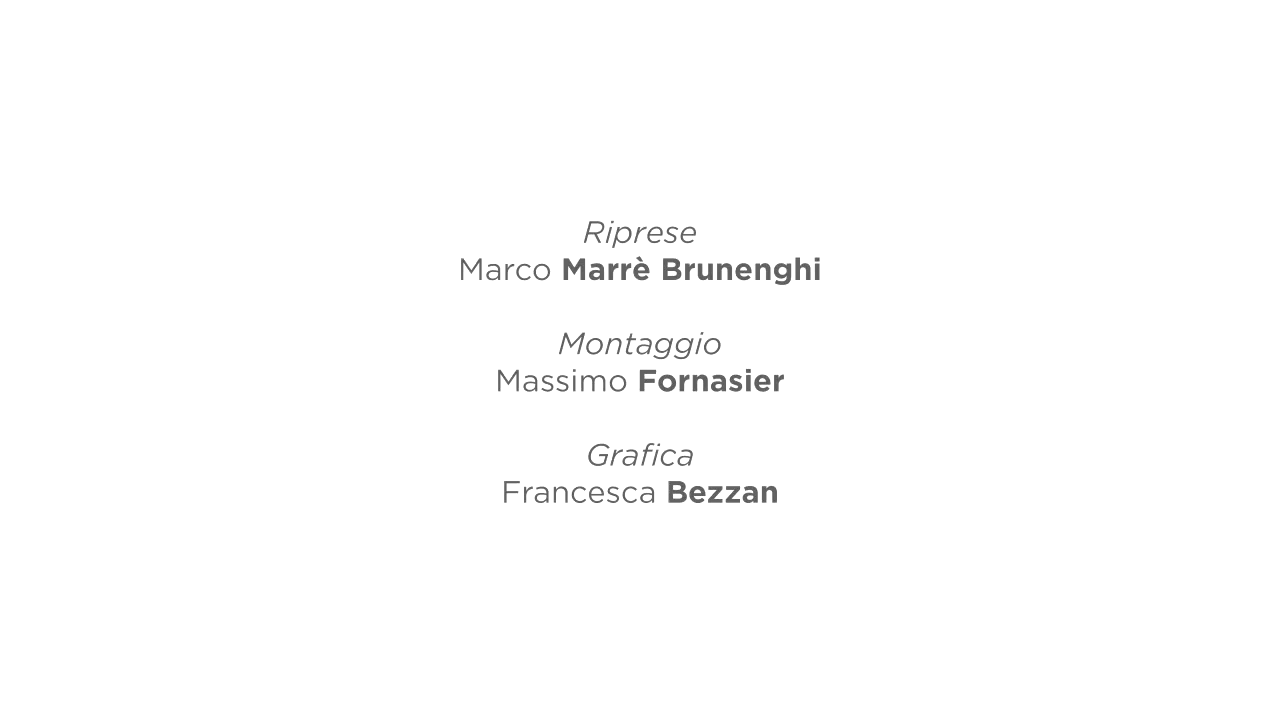 Riprese
Marco Marrè Brunenghi
Montaggio
Massimo Fornasier
Grafica
Francesca Bezzan